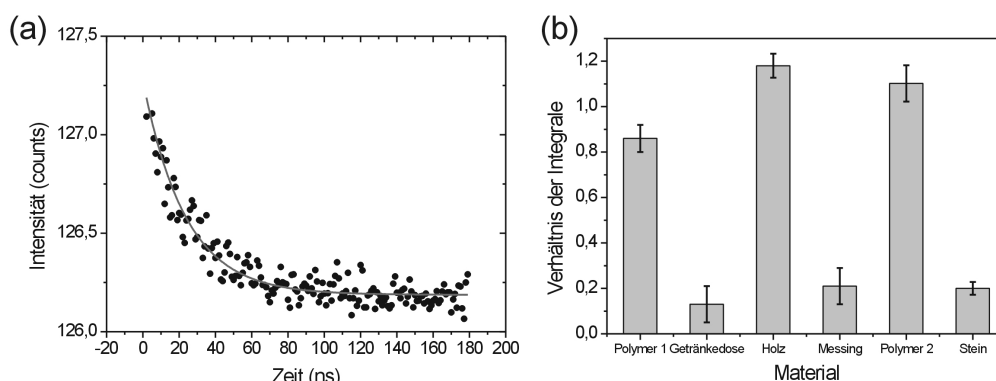 (a)
127,5
127,0
126,5
126,0
Intensität (counts)
-20 0 20 40 60 80 100 120 140 160 180 200
Zeit (ns)
(b)
1,2
1,0
0,8
0,6
0,4
0,2
0,0
Verhältnis der Integrale
Polymer 1 Getränkedose Holz Messing Polymer 2 Stein
Material